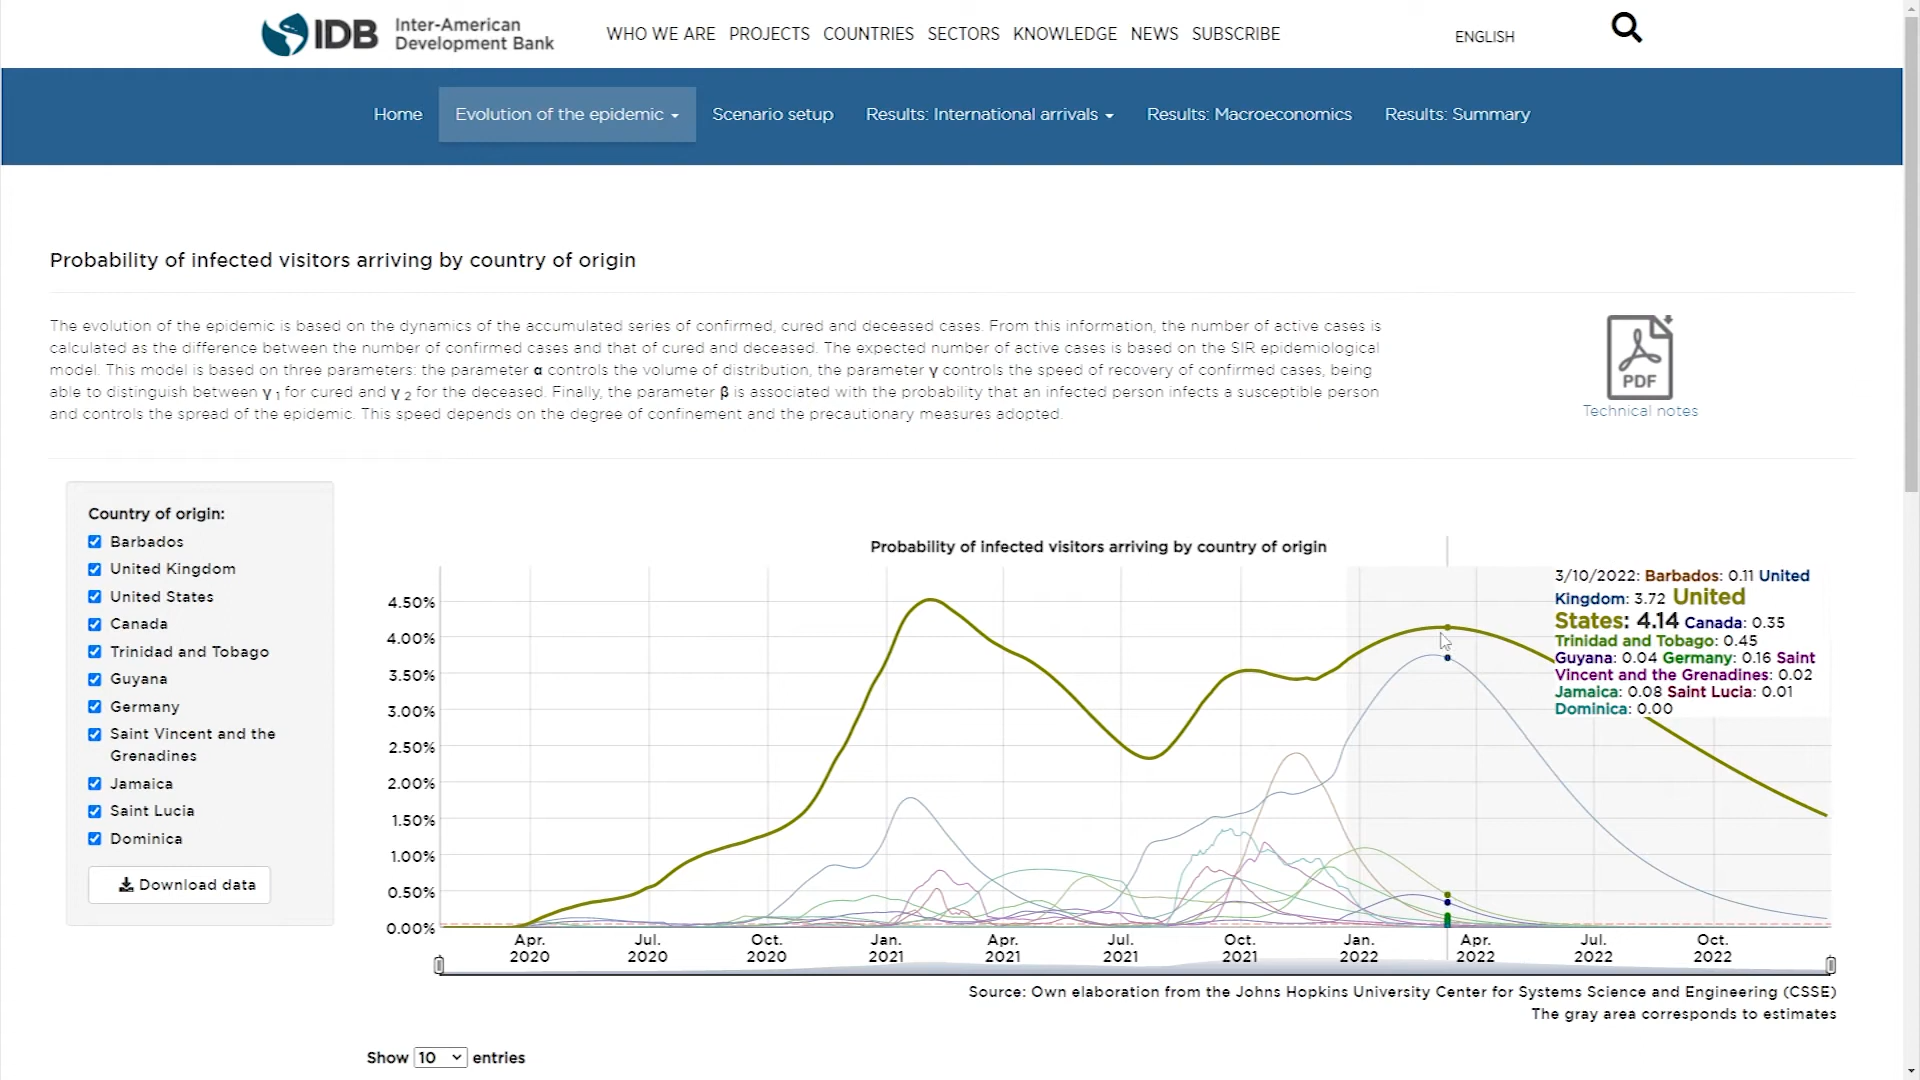 IDB Inter-American
Development Bank
WHO WE ARE PROJECTS COUNTRIES SECTORS KNOWLEDGE NEWS SUBSCRIBE
ENGLISH
Home Evolution of the epidemic Scenario setup Results: International arrivals Results: Macroeconomics Results: Summary
Probability of infected visitors arriving by country of origin
The evolution of the epidemic is based on the dynamics of the accumulated series of confirmed, cured and deceased cases. From this information, the number of active cases is
calculated as the difference between the number of confirmed cases and that of cured and deceased. The expected number of active cases is based on the SIR epidemiological
model. This model is based on three parameters: the parameter α controls the volume of distribution, the parameter γ controls the speed of recovery of confirmed cases, being
able to distinguish between γ 1 for cured and γ 2 for the deceased. Finally, the parameter β is associated with the probability that an infected person infects a susceptible person
and controls the spread of the epidemic. This speed depends on the degree of confinement and the precautionary measures adopted.
PDF
Technical notes
Country of origin:
Barbados
United Kingdom
United States
Canada
Trinidad and Tobago
Guyana
Germany
Saint Vincent and the
Grenadines
Jamaica
Saint Lucia
Dominica
Download data
Probability of infected visitors arriving by country of origin
3/10/2022: Barbados: 0.11 United
Kingdom: 3.72 United
States: 4.14 Canada: 0.35
Trinidad and Tobago: 0.45
Guyana: 0.04 Germany: 0.16 Saint
Vincent and the Grenadines: 0.02
Jamaica: 0.08 Saint Lucia: 0.01
Dominica: 0.00
4.50%
4.00%
3.50%
3.00%
2.50%
2.00%
1.50%
1.00%
0.50%
0.00%
Apr. Jul. Oct. Jan. Apr. Jul. Oct. Jan. Apr. Jul. Oct.
2020 2020 2020 2021 2021 2021 2021 2022 2022 2022 2022
Source: Own elaboration from the Johns Hopkins University Center for Systems Science and Engineering (CSSE)
The gray area corresponds to estimates
Show 10 entries